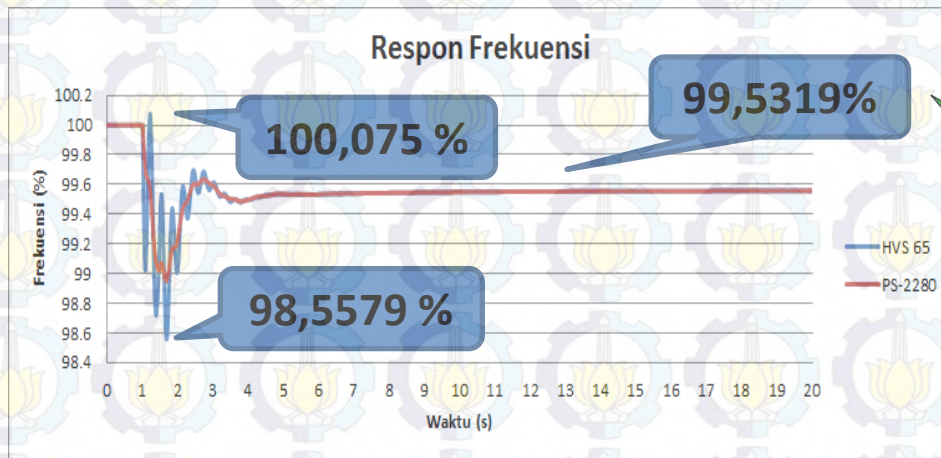 Respon Frekuensi
100.2
100
99.8
99.6
99.4
99.2
99
98.8
98.6
98.4
Frekuensi (%)
100,075 %
99,5319%
98,5579 %
HVS 65
PS-2280
0 1 2 3 4 5 6 7 8 9 10 11 12 13 14 15 16 17 18 19 20
Waktu (s)